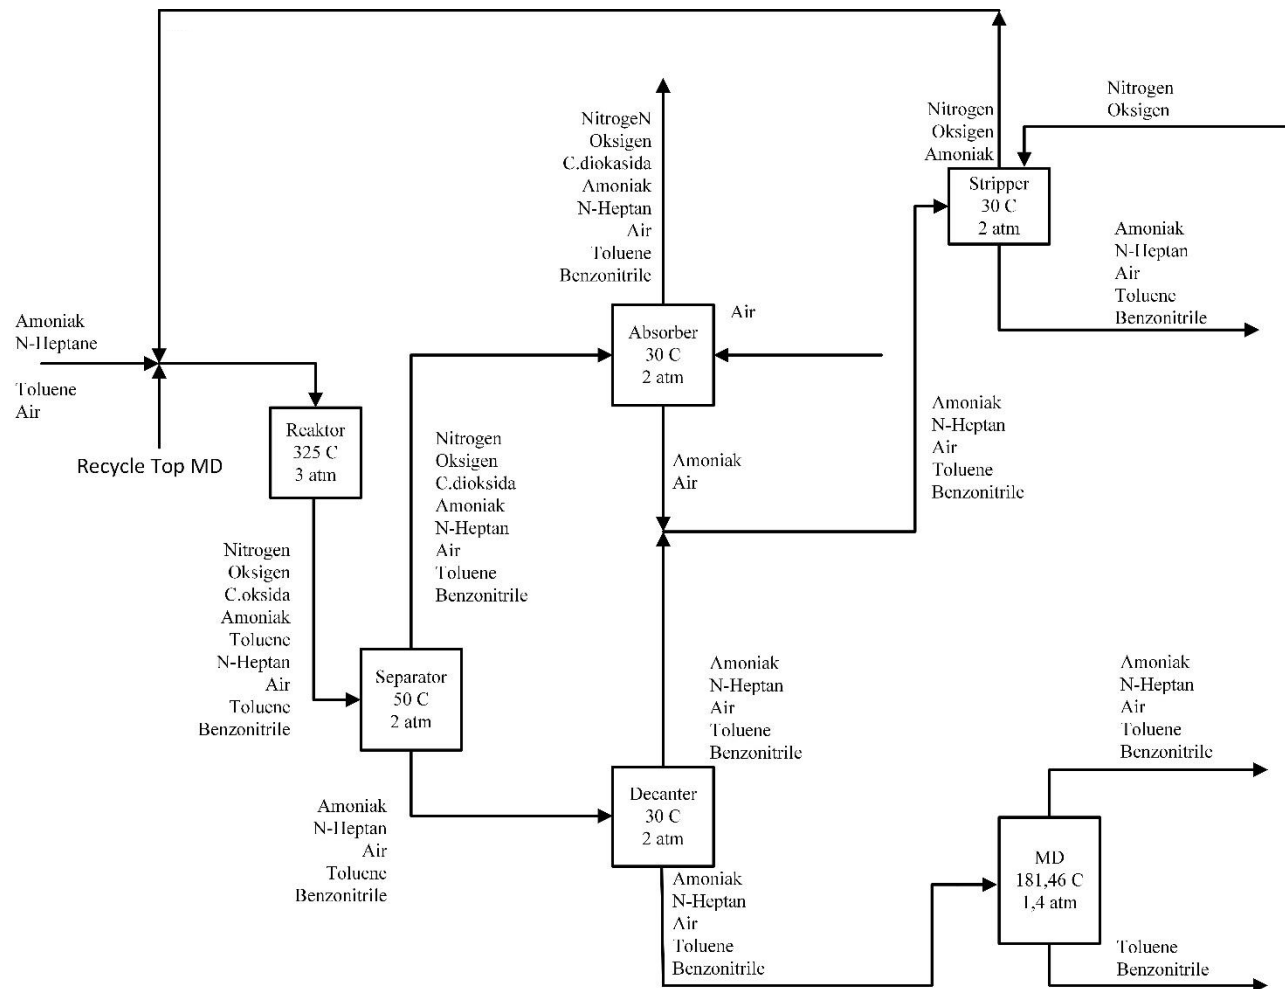 Nitrogen
Oksigen
NitrogeN
Oksigen
C.diokasida
Amoniak
N-Heptan
Air
Toluene
Benzonitrile
Nitrogen
Oksigen
Amoniak
Stripper
30 C
2 atm
Amoniak
N-Heptan
Air
Toluene
Benzonitrile
Amoniak
N-Heptane
Toluene
Air
Recycle Top MD
Absorber
30 C
2 atm
Air
Reaktor
325 C
3 atm
Nitrogen
Oksigen
C.dioksida
Amoniak
N-Heptan
Air
Toluene
Benzonitrile
Amoniak
Air
Amoniak
N-Heptan
Air
Toluene
Benzonitrile
Nitrogen
Oksigen
C.oksida
Amoniak
Toluene
N-Heptan
Air
Toluene
Benzonitrile
Separator
50 C
2 atm
Amoniak
N-Heptan
Air
Toluene
Benzonitrile
Amoniak
N-Heptan
Air
Toluene
Benzonitrile
Decanter
30 C
2 atm
Amoniak
N-Heptan
Air
Toluene
Benzonitrile
Amoniak
N-Heptan
Air
Toluene
Benzonitrile
MD
181,46 C
1,4 atm
Toluene
Benzonitrile